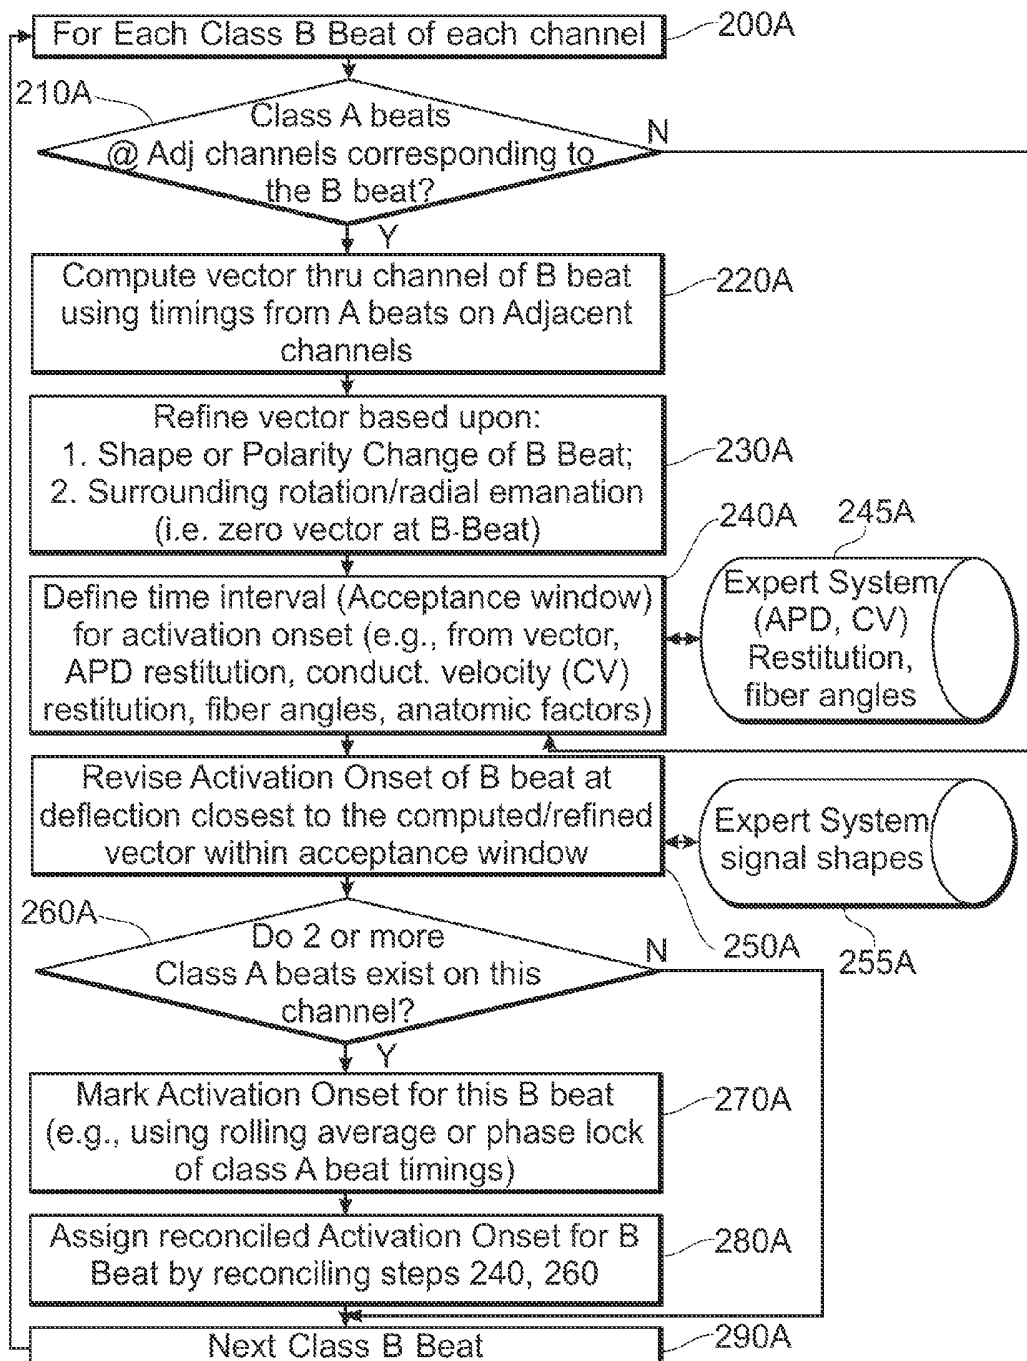 For Each Class B Beat of each channel
200A
210A
Class A beats
@ Adj channels corresponding to
the B beat?
N
Y
Compute vector thru channel of B beat
using timings from A beats on Adjacent
channels
220A
Refine vector based upon:
1. Shape or Polarity Change of B Beat;
2. Surrounding rotation/radial emanation
(i.e. zero vector at B-Beat)
230A
240A
Define time interval (Acceptance window)
for activation onset (e.g., from vector,
APD restitution, conduct. velocity (CV)
restitution, fiber angles, anatomic factors)
245A
Expert System
(APD, CV)
Restitution,
fiber angles
Revise Activation Onset of B beat at
deflection closest to the computed/refined
vector within acceptance window
250A
Expert System
signal shapes
255A
260A
Do 2 or more
Class A beats exist on this
channel?
N
Y
Mark Activation Onset for this B beat
(e.g., using rolling average or phase lock
of class A beat timings)
270A
Assign reconciled Activation Onset for B
Beat by reconciling steps 240, 260
280A
Next Class B Beat
290A